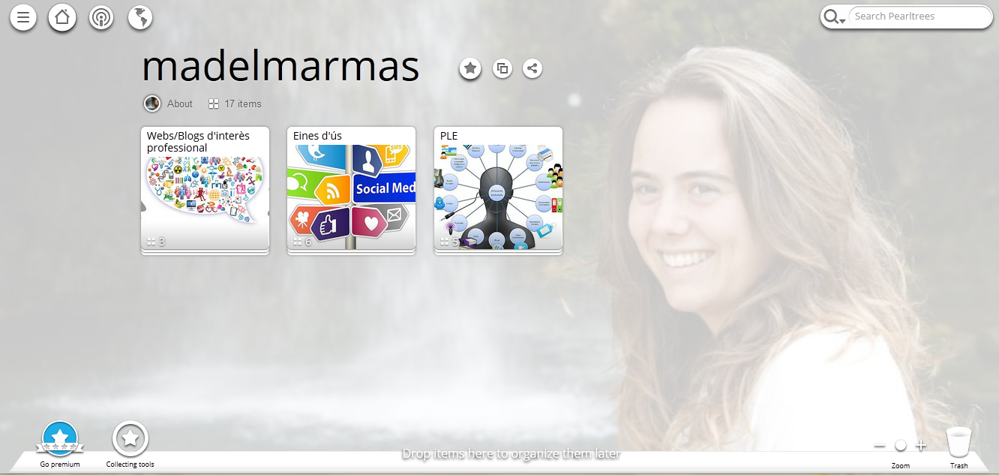 Search Pearltrees
madelmarmas
About
17 items
Webs/Blogs d'interès
professional
3
Eines d'ús
SMS
Social Med
6
PLE
5
Drop items here to organize them later
Go premium
Collecting tools
Zoom
Trash